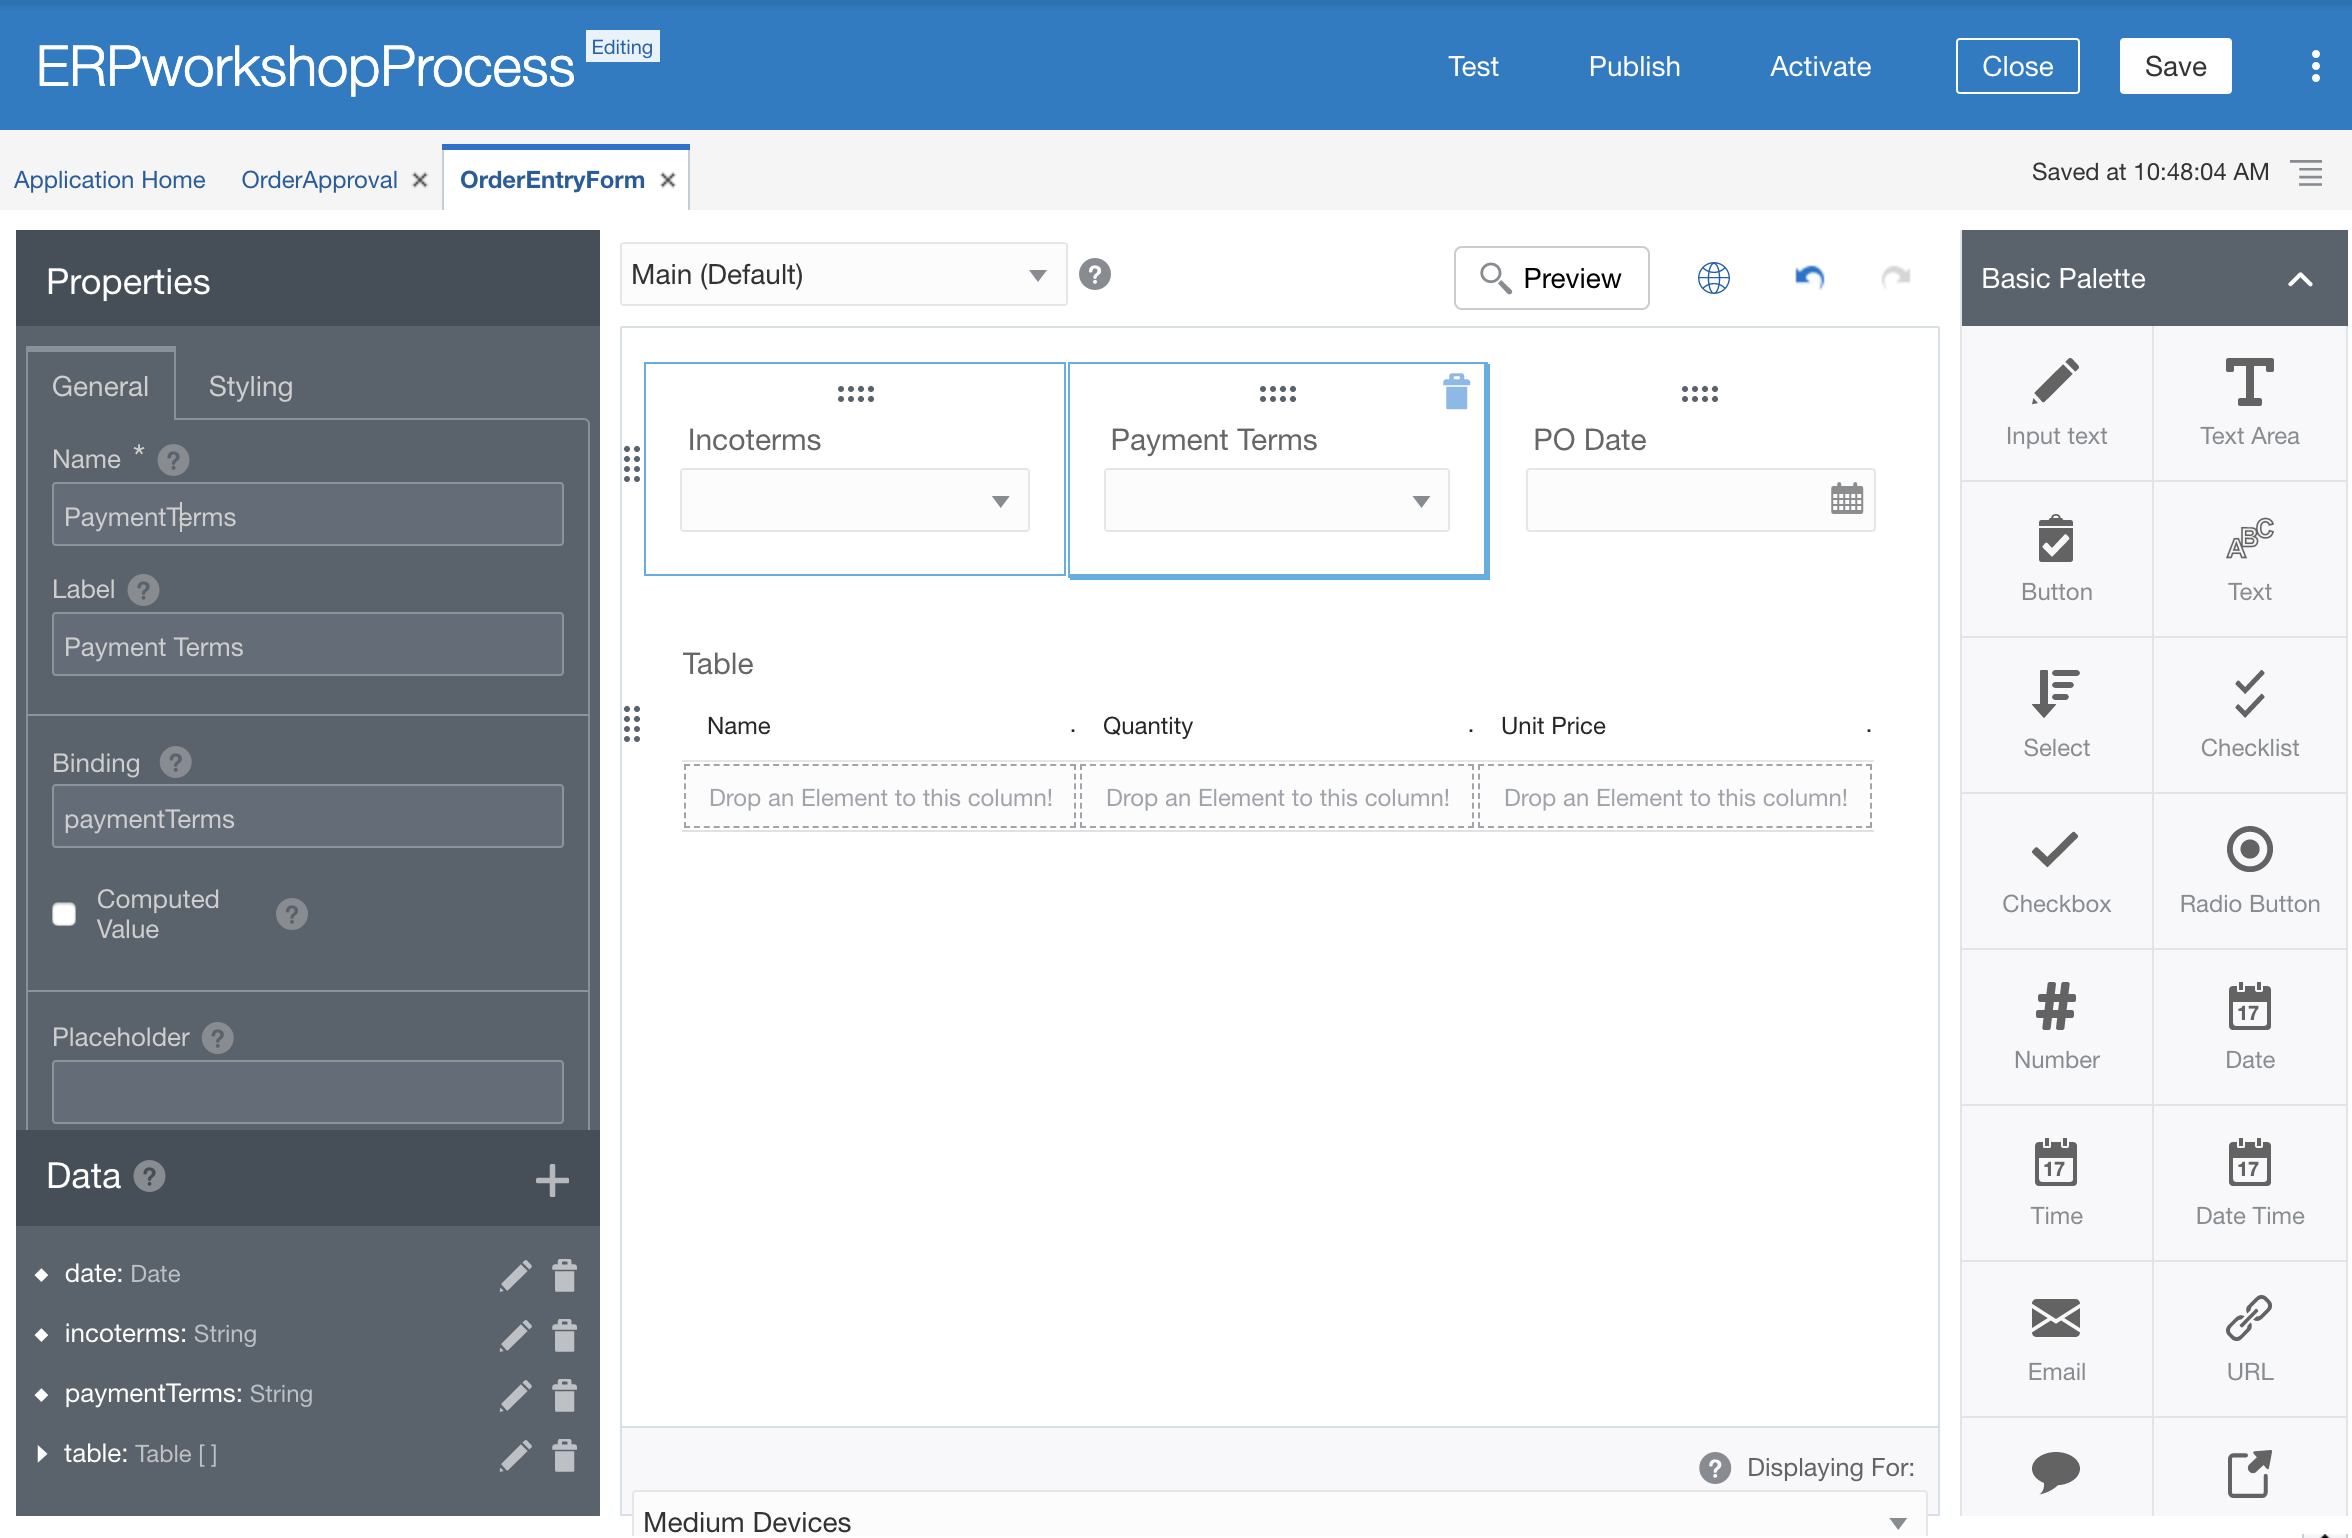 ERPworkshopProcess Editing Test Publish Activate Close Save
Application Home OrderApproval OrderEntryForm Saved at 10:48:04 AM
Properties
General Styling
Name *
PaymentTerms
Label
Payment Terms
Binding
paymentTerms
Computed
Value
Placeholder
Data
date: Date
incoterms: String
paymentTerms: String
table: Table [ ]
Main (Default) Preview
Incoterms Payment Terms PO Date
Table
Name . Quantity . Unit Price .
Drop an Element to this column! Drop an Element to this column! Drop an Element to this column!
Displaying For:
Medium Devices
Basic Palette
Input text Text Area
ABC
Button Text
Select Checklist
Checkbox Radio Button
17
Number Date
17 17
Time Date Time
Email URL